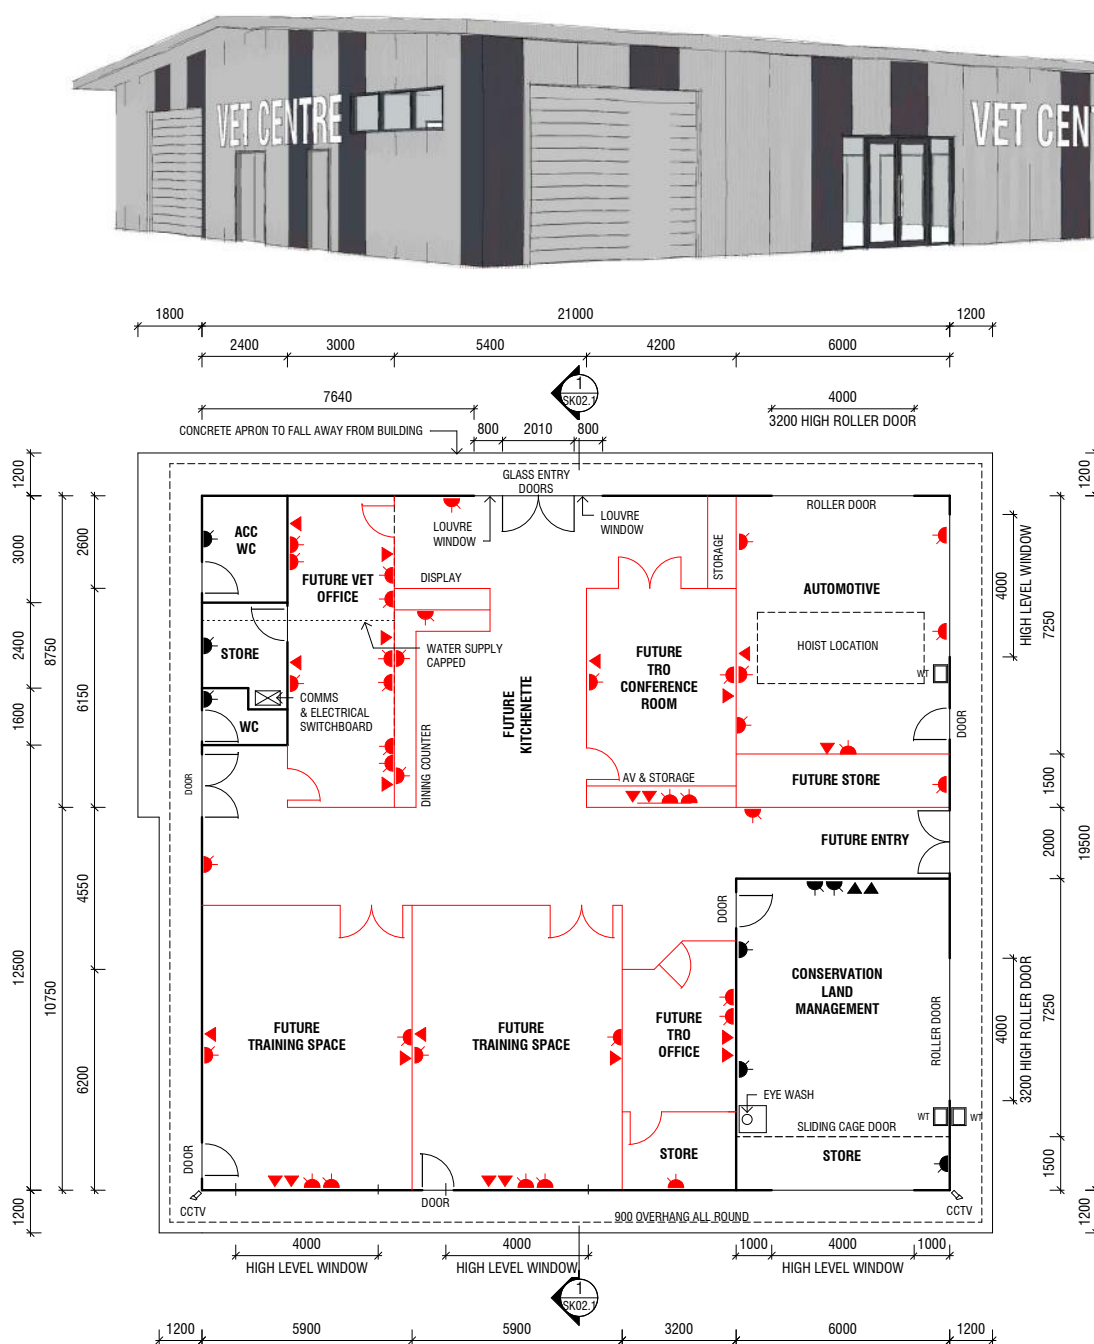 VET CENTRE
VET CENT
1800
21000
1200
2400
3000
5400
4200
6000
1
SK02.1
7640
4000
3200 HIGH ROLLER DOOR
CONCRETE APRON TO FALL AWAY FROM BUILDING
800
2010
800
1200
1200
GLASS ENTRY
DOORS
ROLLER DOOR
LOUVRE
WINDOW
LOUVRE
WINDOW
ACC
WC
3000
2600
STORAGE
FUTURE VET
OFFICE
DISPLAY
AUTOMOTIVE
4000
HIGH LEVEL WINDOW
7250
HOIST LOCATION
2400
8750
STORE
WATER SUPPLY
CAPPED
FUTURE
TRO
CONFERENCE
ROOM
WT
6150
COMMS
& ELECTRICAL
SWITCHBOARD
FUTURE
KITCHENETTE
1600
WC
DOOR
DOOR
DINING COUNTER
AV & STORAGE
FUTURE STORE
1500
FUTURE ENTRY
2000
19500
4550
DOOR
12500
10750
CONSERVATION
LAND
MANAGEMENT
FUTURE
TRAINING SPACE
FUTURE
TRAINING SPACE
FUTURE
TRO
OFFICE
ROLLER DOOR
4000
3200 HIGH ROLLER DOOR
7250
6200
EYE WASH
WT
WT
SLIDING CAGE DOOR
DOOR
STORE
STORE
1500
CCTV
DOOR
CCTV
1200
900 OVERHANG ALL ROUND
1200
4000
HIGH LEVEL WINDOW
4000
HIGH LEVEL WINDOW
1000
4000
1000
HIGH LEVEL WINDOW
1
SK02.1
1200
5900
5900
3200
6000
1200